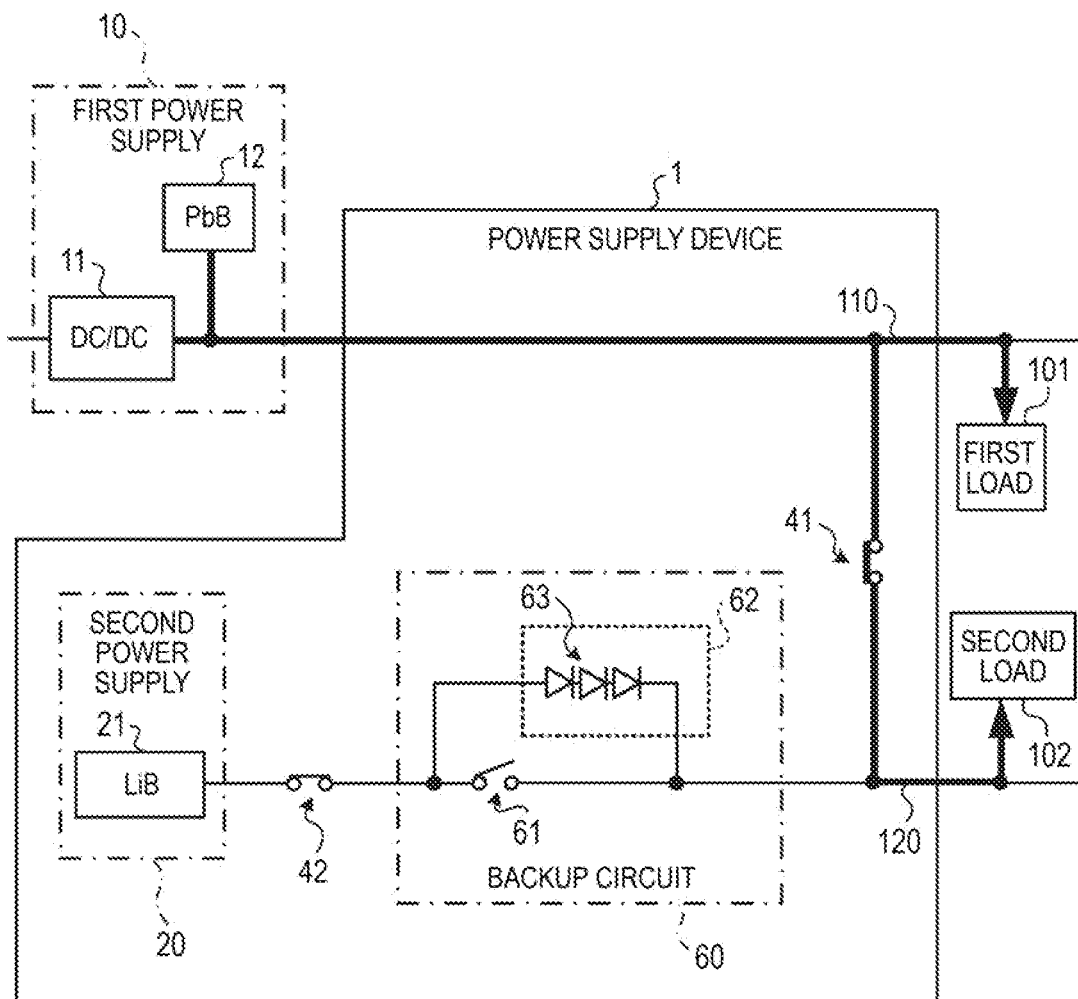 10
FIRST POWER
SUPPLY
12
PbB
11
DC/DC
1
POWER SUPPLY DEVICE
110
101
FIRST
LOAD
41
SECOND
POWER
SUPPLY
21
LiB
20
42
63
62
61
BACKUP CIRCUIT
60
SECOND
LOAD
102
120